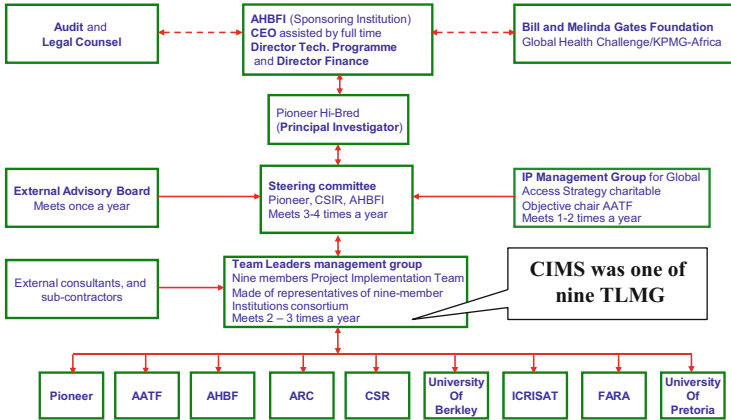 Audit and
Legal Counsel
AHBFI (Sponsoring Institution)
CEO assisted by full time
Director Tech. Programme
and Director Finance
Bill and Melinda Gates Foundation
Global Health Challenge/KPMG-Africa
Pioneer Hi-Bred
(Principal Investigator)
External Advisory Board
Meets once a year
Steering committee
Pioneer, CSIR, AHBFI
Meets 3-4 times a year
IP Management Group for Global
Access Strategy charitable
Objective chair AATF
Meets 1-2 times a year
External consultants, and
sub-contractors
Team Leaders management group
Nine members Project Implementation Team
Made of representatives of nine-member
Institutions consortium
Meets 2 – 3 times a year
CIMS was one of
nine TLMG
Pioneer
AATF
AHBF
ARC
CSR
University
Of
Berkley
ICRISAT
FARA
University
Of
Pretoria